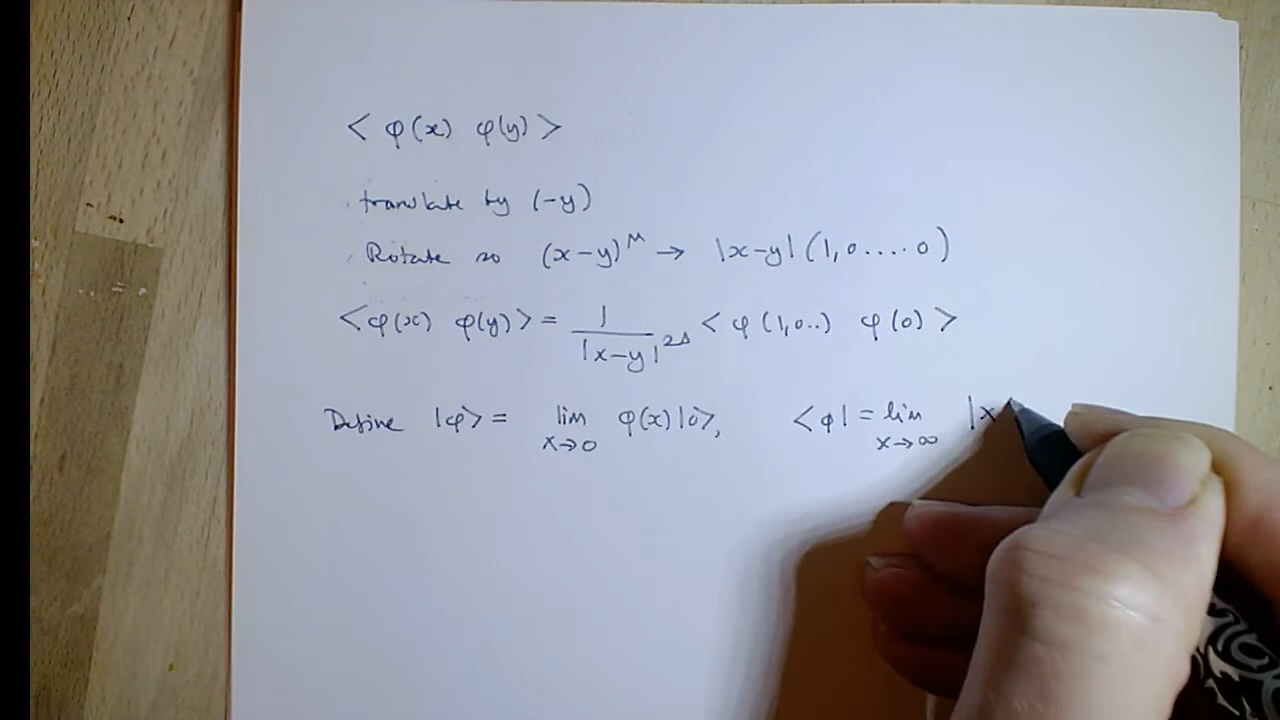 < φ(x) φ(y) >
translate by (-y)
Rotate so (x-y)^μ → |x-y| (1,0.....0)
<φ(x) φ(y)> = 1/|x-y|^{2Δ} < φ(1,0..) φ(0) >
Define |φ> = lim_{x→0} φ(x)|0>, <φ| = lim_{x→∞} |x